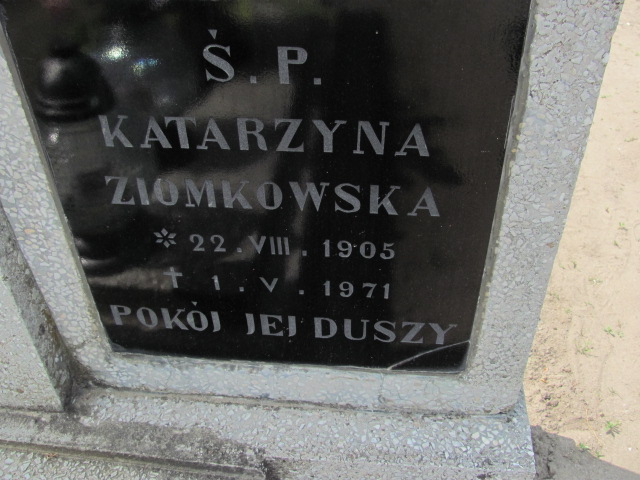 Ś.P.
KATARZYNA
ZIOMKOWSKA
* 22.VIII.1905
† 1.V.1971
POKÓJ JEJ DUSZY